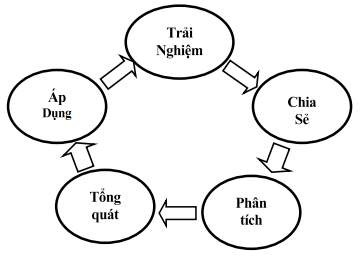 Trải
Nghiệm
Chia
Sẻ
Phân
tích
Tổng
quát
Áp
Dụng